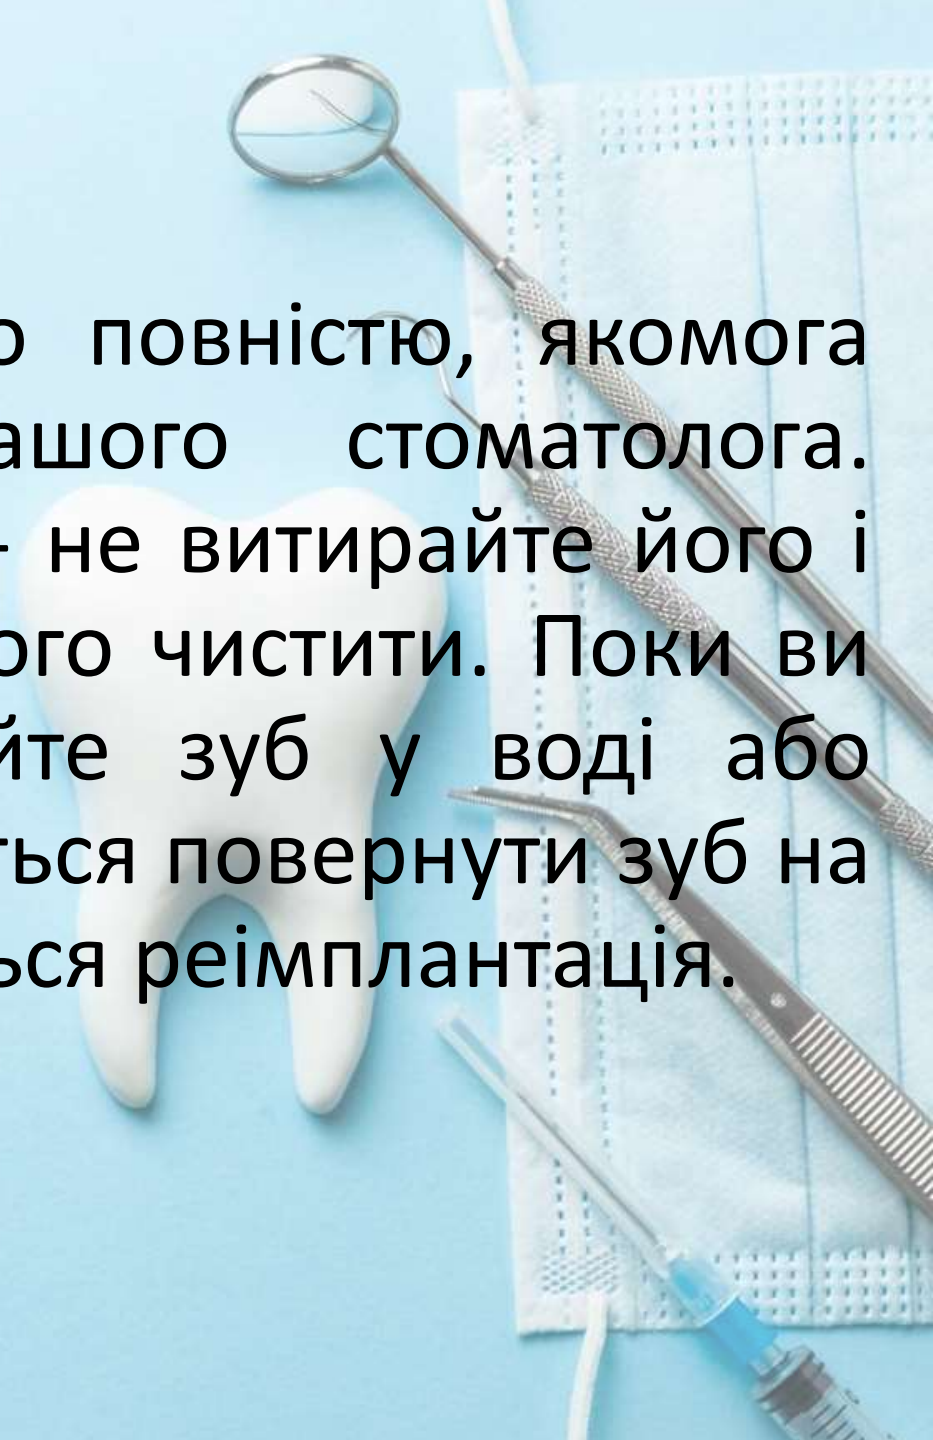 о повністю, якомога
ашого стоматолога.
- не витирайте його і
ого чистити. Поки ви
йте зуб у воді або
ться повернути зуб на
ься реімплантація.